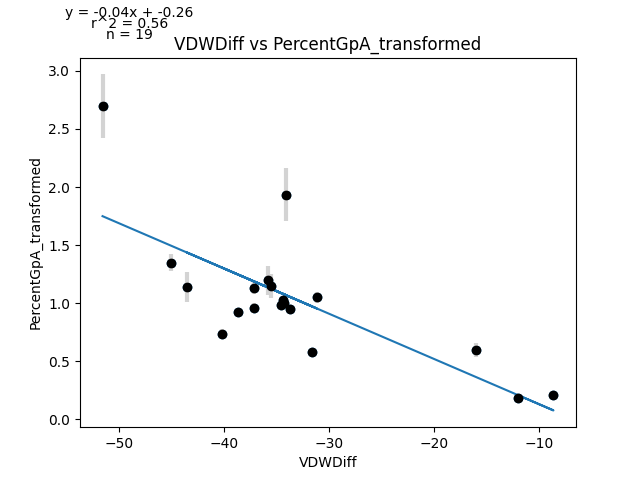 y = -0.04x + -0.26
r^2 = 0.56
n = 19
VDWDiff vs PercentGpA_transformed
3.0
2.5
2.0
1.5
1.0
0.5
0.0
PercentGpA_transformed
−50 −40 −30 −20 −10
VDWDiff